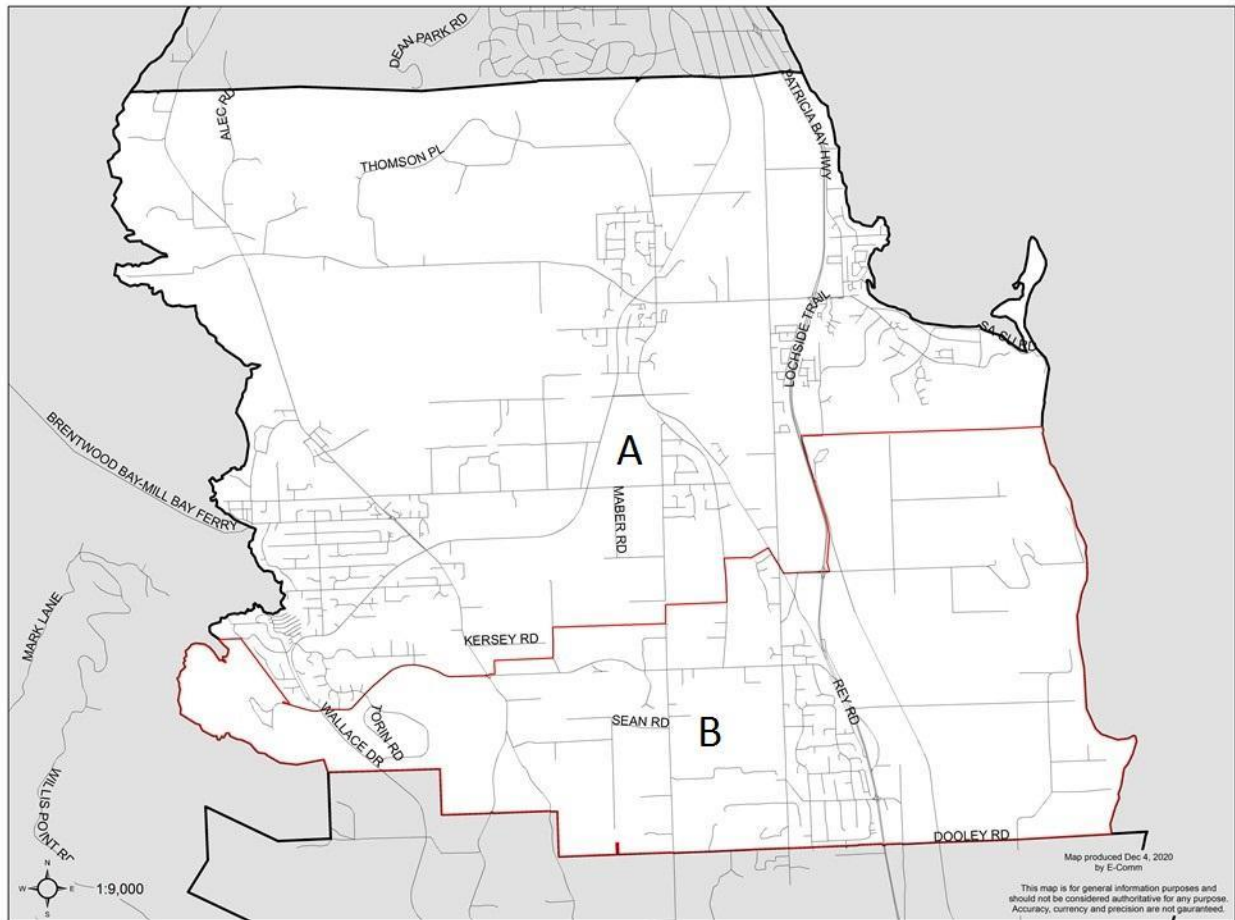 DEAN PARK RD
PATRICIA BAY HWY
ALEC RD
THOMSON PL
LOCHSIDE TRAIL
SA SU RD
BRENTWOOD BAY-MILL BAY FERRY
A
MABER RD
MARK LANE
KERSEY RD
TORIN RD
WALLACE DR
SEAN RD
B
REY RD
WILLIS POINT RD
DOOLEY RD
N
W
E
S
1:9,000
Map produced Dec 4, 2020
by E-Comm
This map is for general information purposes and
should not be considered authoritative for any purpose.
Accuracy, currency and precision are not gauranteed.